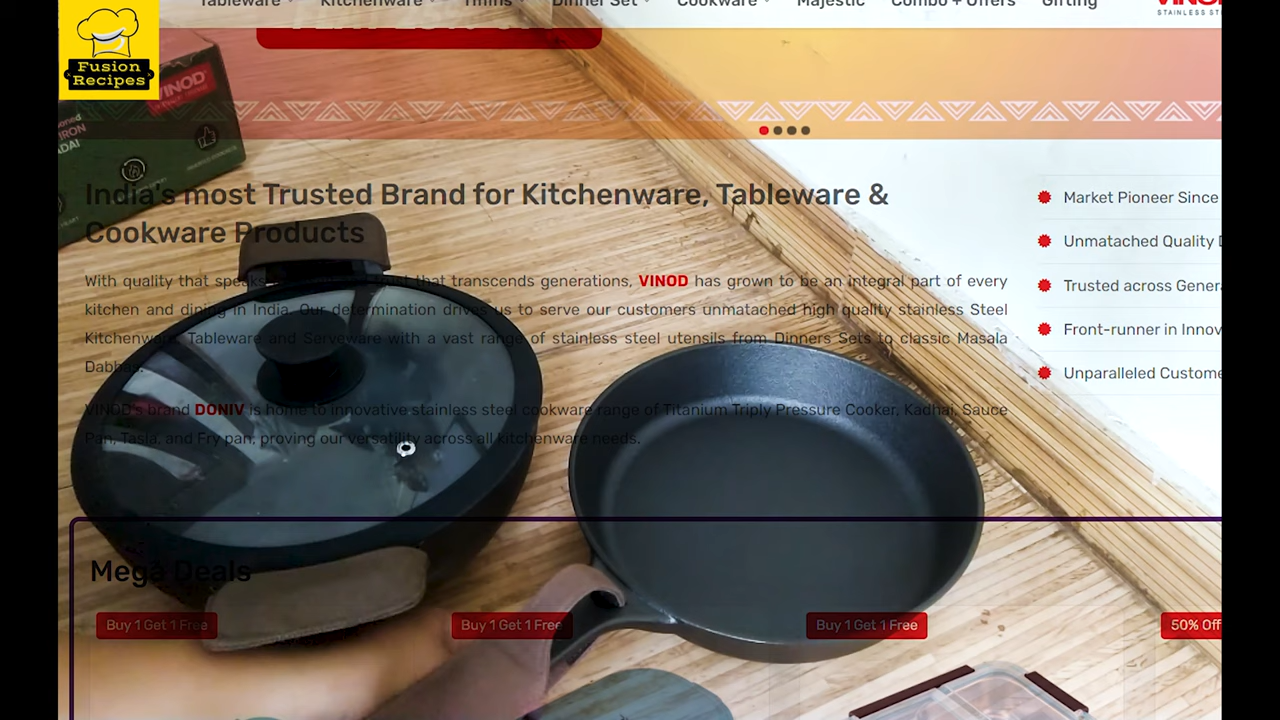 Tableware Kitchenware Tiffins Dinner Set Cookware Majestic Combo + Offers Gifting
STAINLESS
Fusion
Recipes
VINOD
IRON
India's most Trusted Brand for Kitchenware, Tableware &
Cookware Products
With quality that speaks that transcends generations, VINOD has grown to be an integral part of every
kitchen and dining in India. Our determination drives us to serve our customers unmatached high quality stainless Steel
Kitchenware, Tableware and Serveware with a vast range of stainless steel utensils from Dinners Sets to classic Masala
Dabbas.
VINOD's brand DONIV is home to innovative stainless steel cookware range of Titanium Triply Pressure Cooker, Kadhai, Sauce
Pan, Tasla, and Fry pan, proving our versatility across all kitchenware needs.
Market Pioneer Since
Unmatached Quality
Trusted across
Front-runner in
Unparalleled
Mega Deals
Buy 1 Get 1 Free
Buy 1 Get 1 Free
Buy 1 Get 1 Free
50% Off